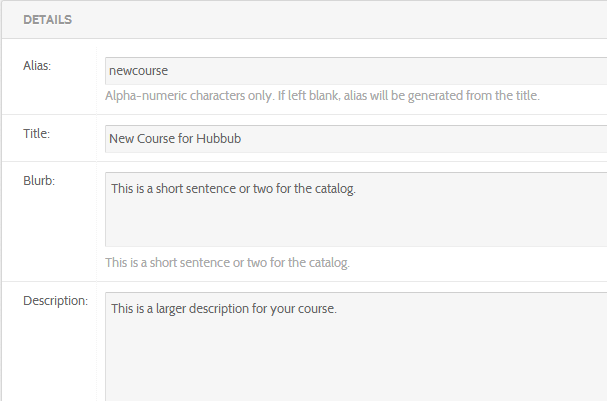 DETAILS
Alias:
newcourse
Alpha-numeric characters only. If left blank, alias will be generated from the title.
Title:
New Course for Hubbub
Blurb:
This is a short sentence or two for the catalog.
This is a short sentence or two for the catalog.
Description:
This is a larger description for your course.